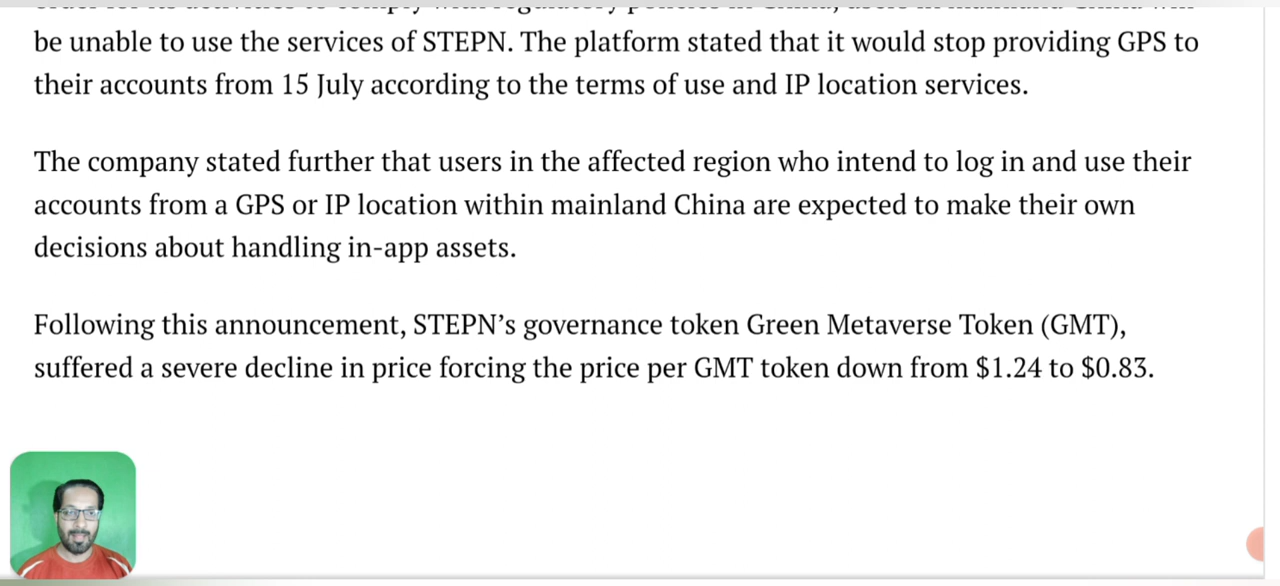 be unable to use the services of STEPN. The platform stated that it would stop providing GPS to
their accounts from 15 July according to the terms of use and IP location services.
The company stated further that users in the affected region who intend to log in and use their
accounts from a GPS or IP location within mainland China are expected to make their own
decisions about handling in-app assets.
Following this announcement, STEPN’s governance token Green Metaverse Token (GMT),
suffered a severe decline in price forcing the price per GMT token down from $1.24 to $0.83.